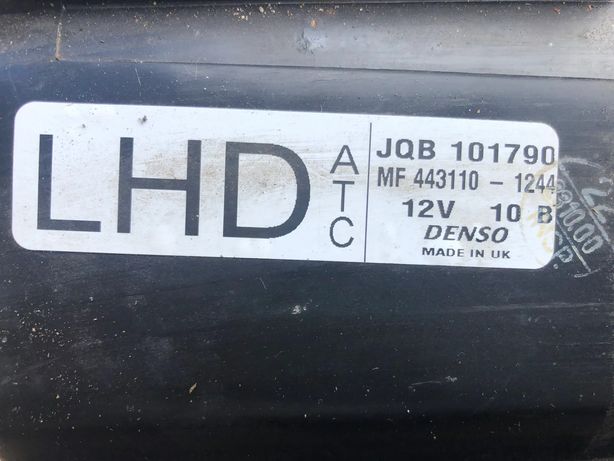 LHD
ATC
JQB 101790
MF 443110 - 1244
12V 10 B
DENSO
MADE IN UK